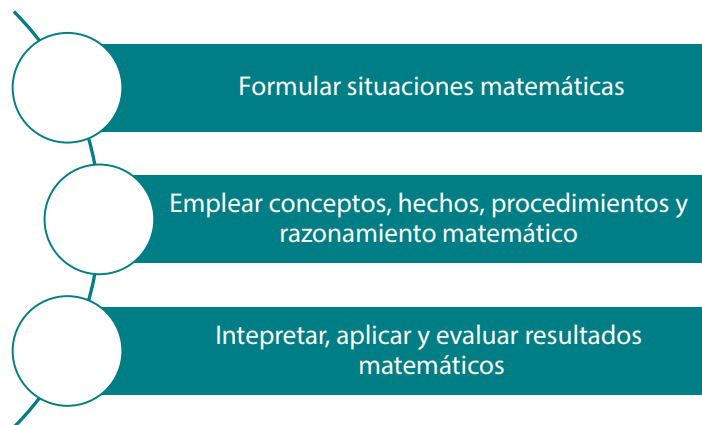 Formular situaciones matemáticas
Emplear conceptos, hechos, procedimientos y
razonamiento matemático
Intepretar, aplicar y evaluar resultados
matemáticos